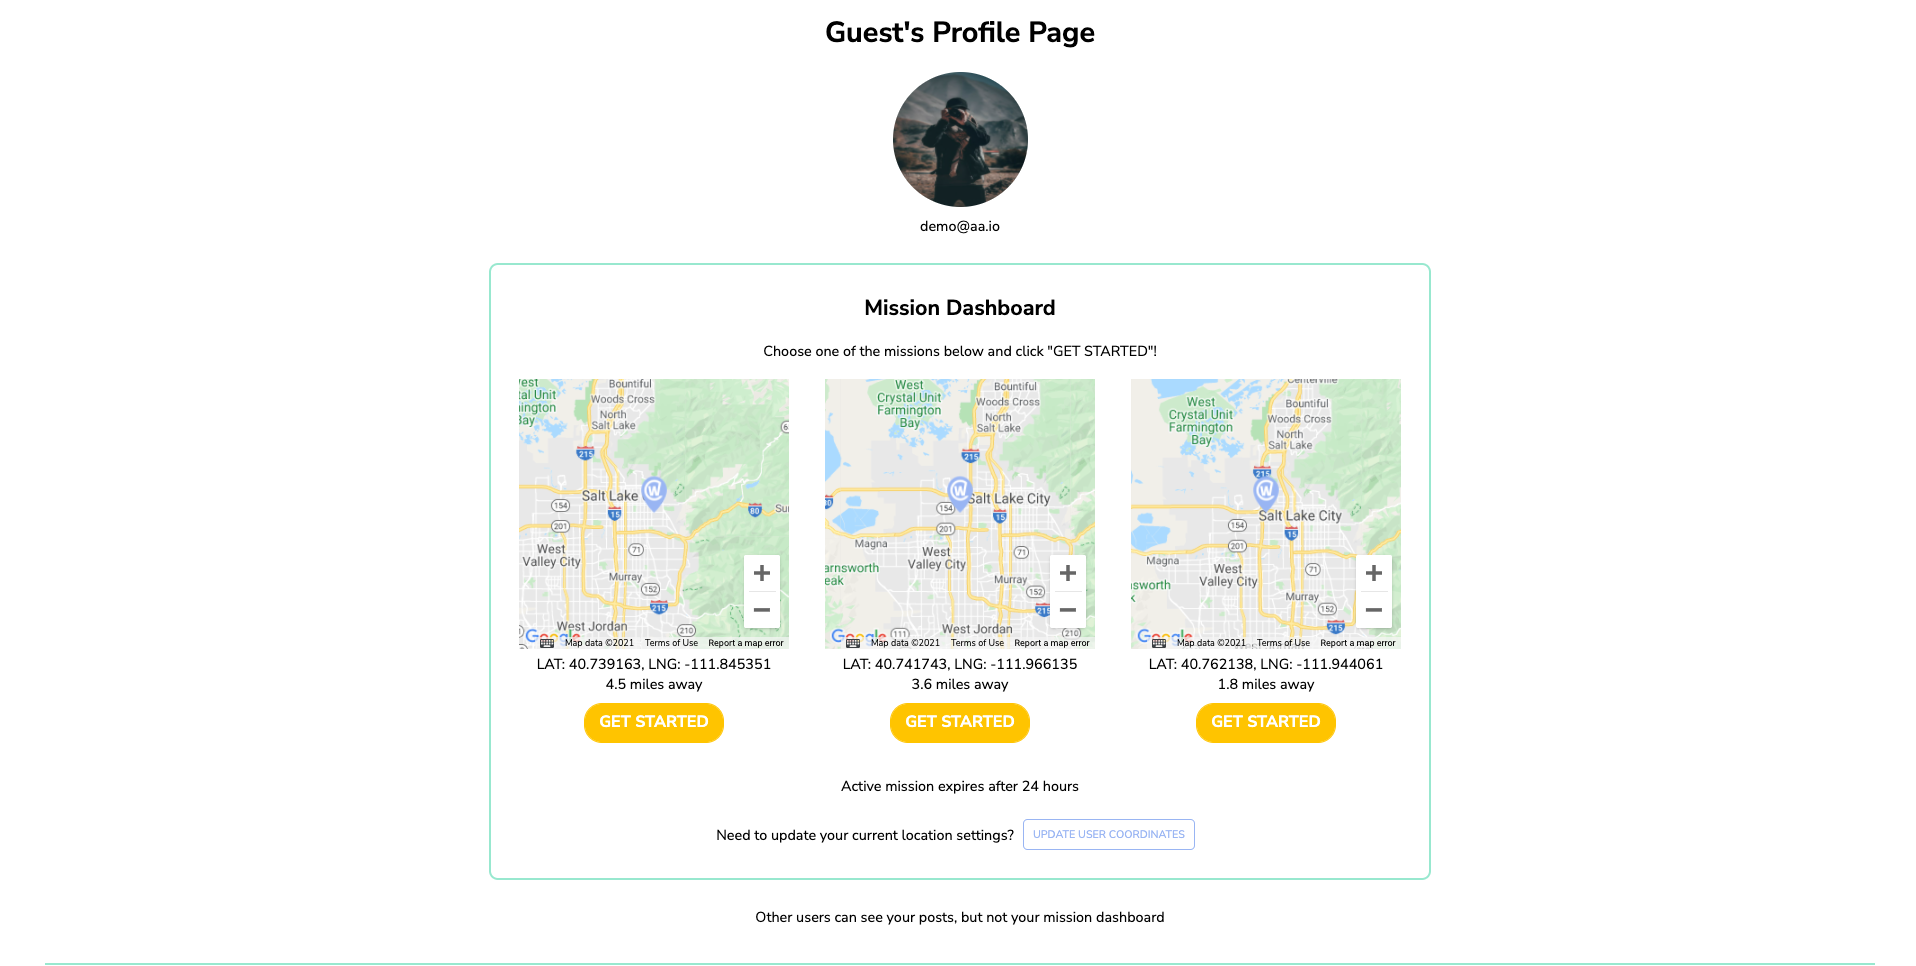 Guest's Profile Page
demo@aa.io
Mission Dashboard
Choose one of the missions below and click "GET STARTED"!
Bountiful
Woods Cross
North
Salt Lake
215
Salt Lake
W
154
15
80
201
71
West
Valley City
Murray
152
215
West Jordan
210
Google
Map data ©2021 Terms of Use Report a map error
LAT: 40.739163, LNG: -111.845351
4.5 miles away
GET STARTED
West
Crystal Unit
Farmington
Bay
Bountiful
Woods Cross
North
Salt Lake
215
W
Salt Lake City
154
15
201
Magna
71
West
Valley City
Murray
152
215
West Jordan
111
210
Google
Map data ©2021 Terms of Use Report a map error
LAT: 40.741743, LNG: -111.966135
3.6 miles away
GET STARTED
Centerville
West
Crystal Unit
Farmington
Bay
Bountiful
Woods Cross
North
Salt Lake
215
W
Salt Lake City
154
15
201
Magna
71
West
Valley City
Murray
152
215
Google
Map data ©2021 Terms of Use Report a map error
LAT: 40.762138, LNG: -111.944061
1.8 miles away
GET STARTED
Active mission expires after 24 hours
Need to update your current location settings? UPDATE USER COORDINATES
Other users can see your posts, but not your mission dashboard